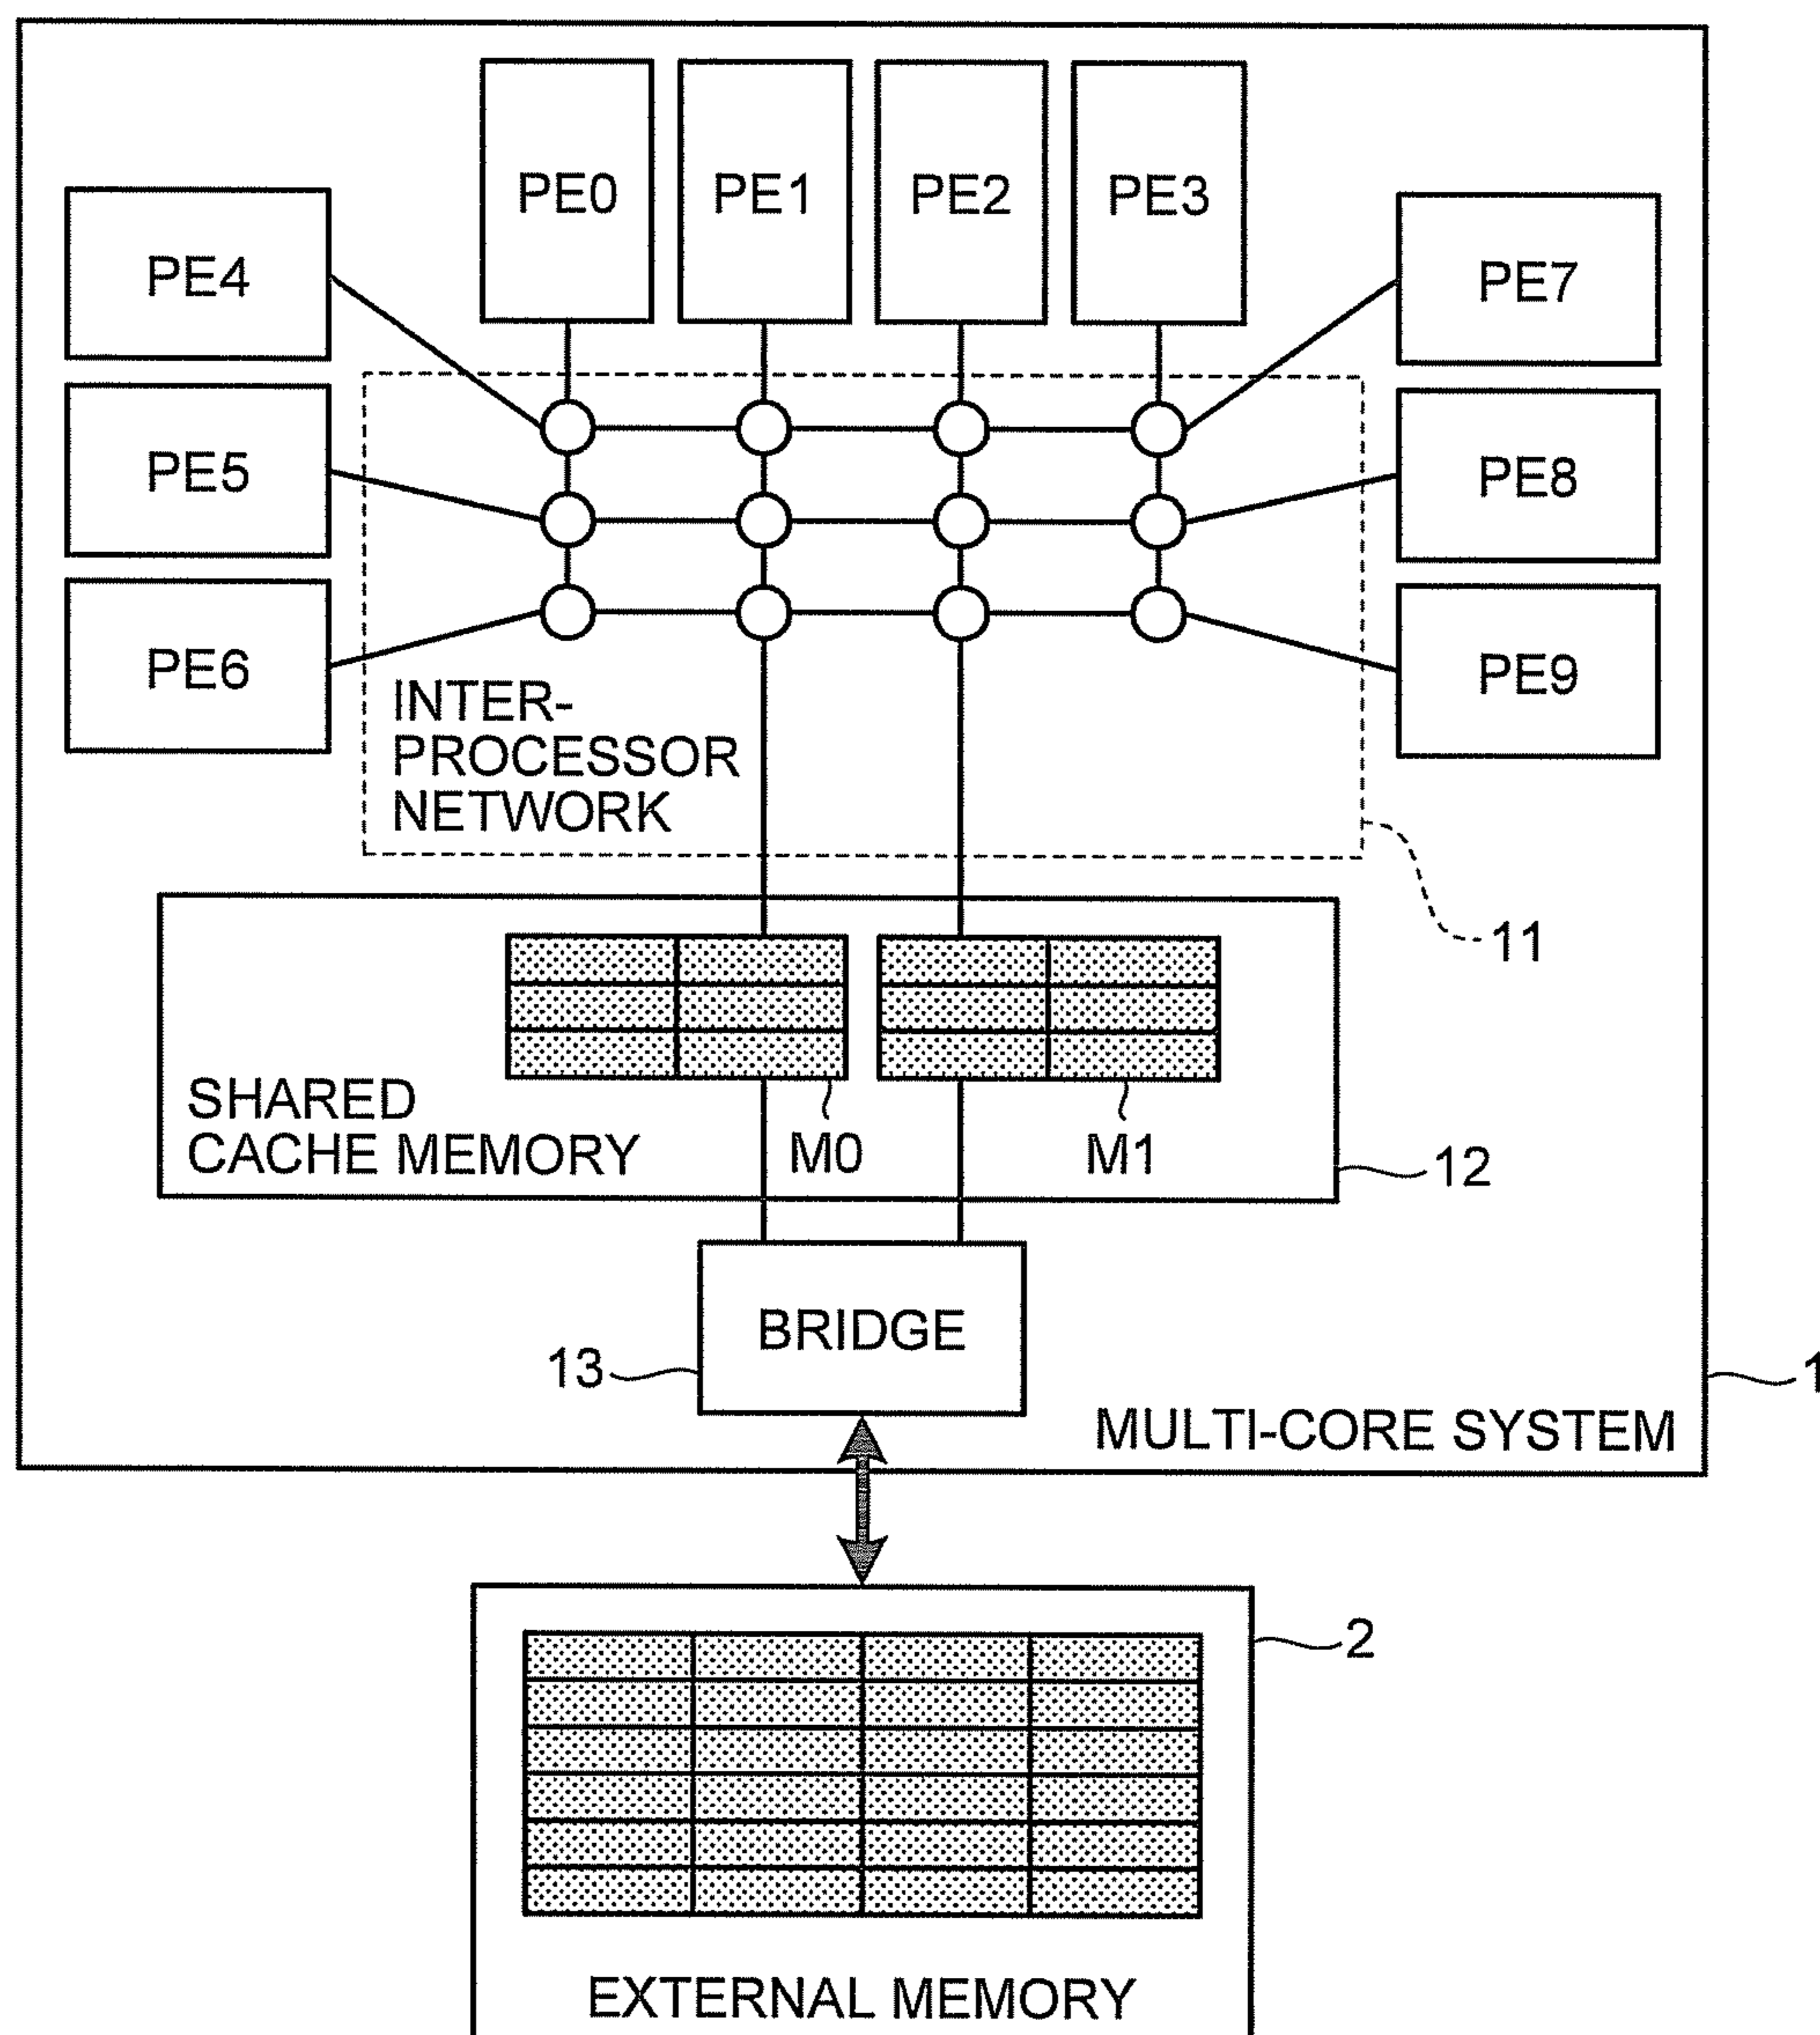 PE0
PE1
PE2
PE3
PE4
PE5
PE6
PE7
PE8
PE9
INTER-
PROCESSOR
NETWORK
11
SHARED
CACHE MEMORY
M0
M1
12
BRIDGE
13
1
MULTI-CORE SYSTEM
2
EXTERNAL MEMORY